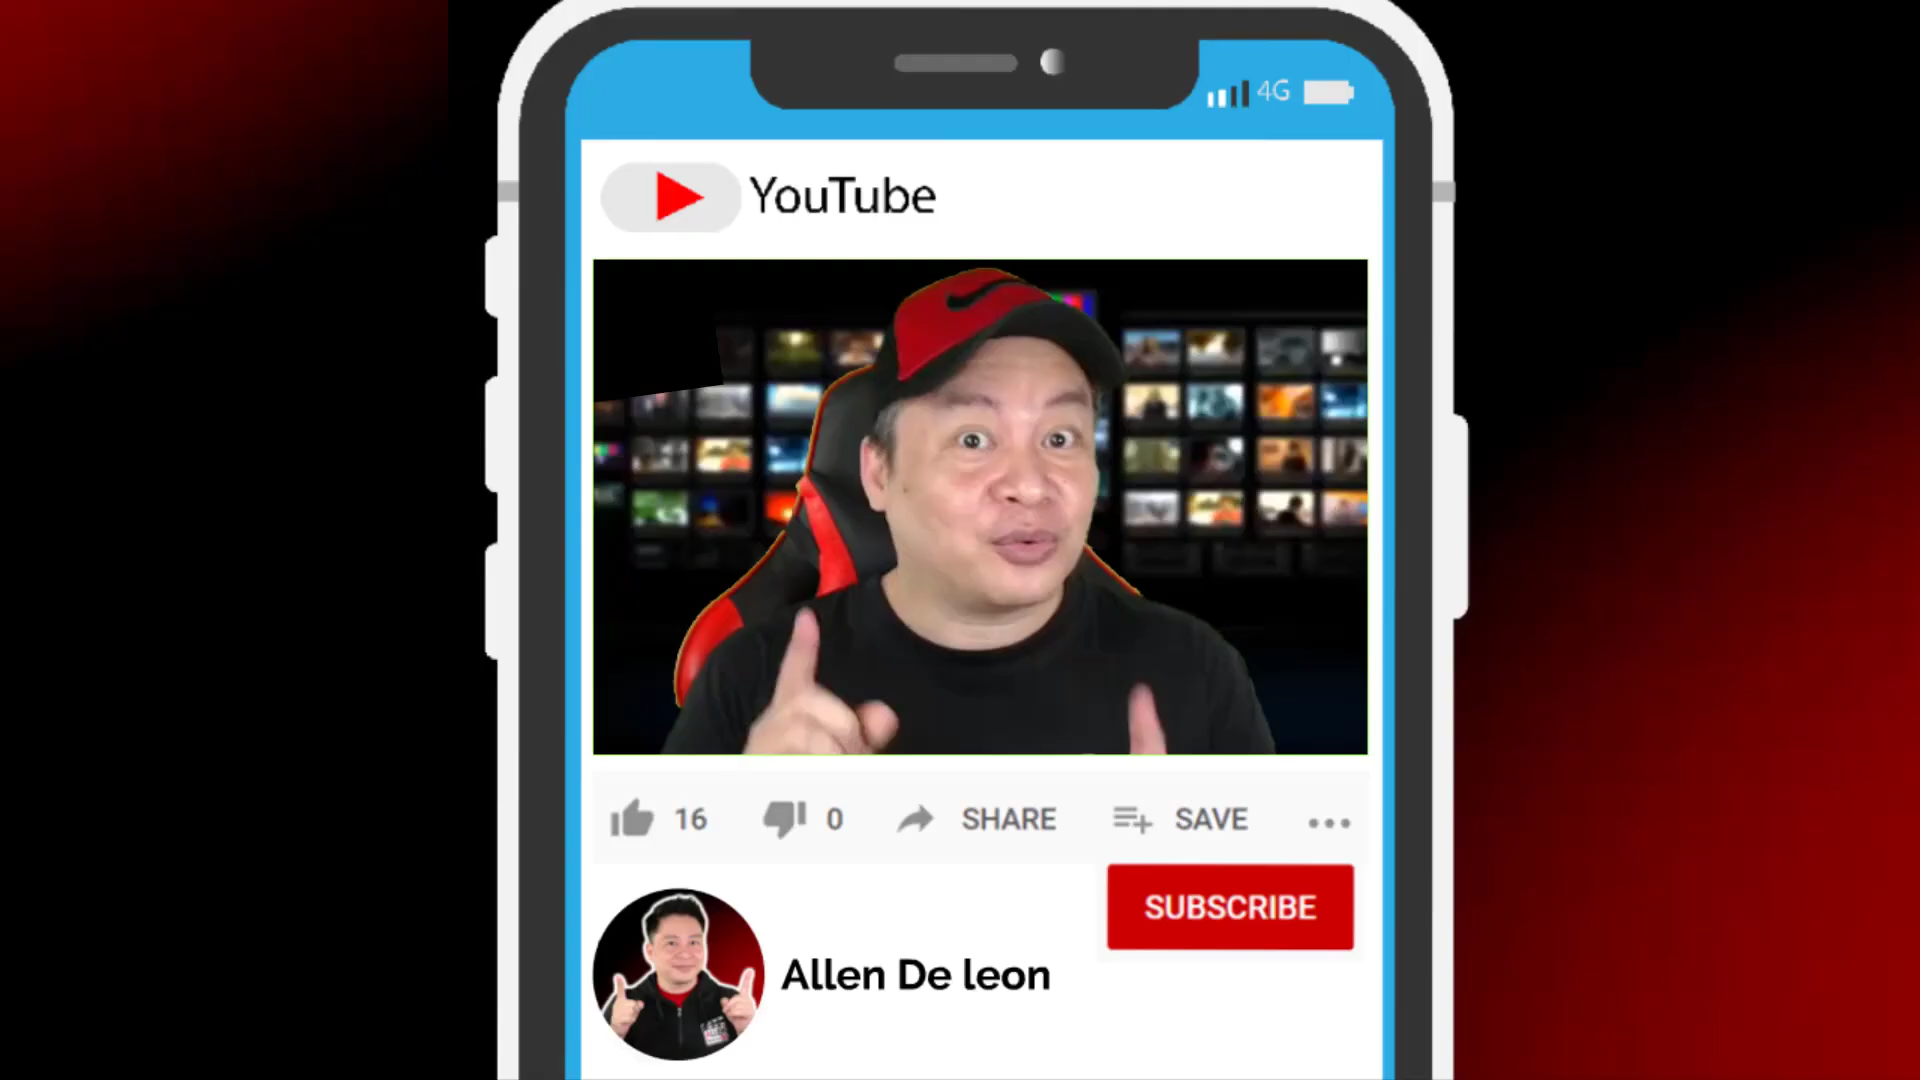 4G
YouTube
16 0 SHARE SAVE
SUBSCRIBE
Allen De leon